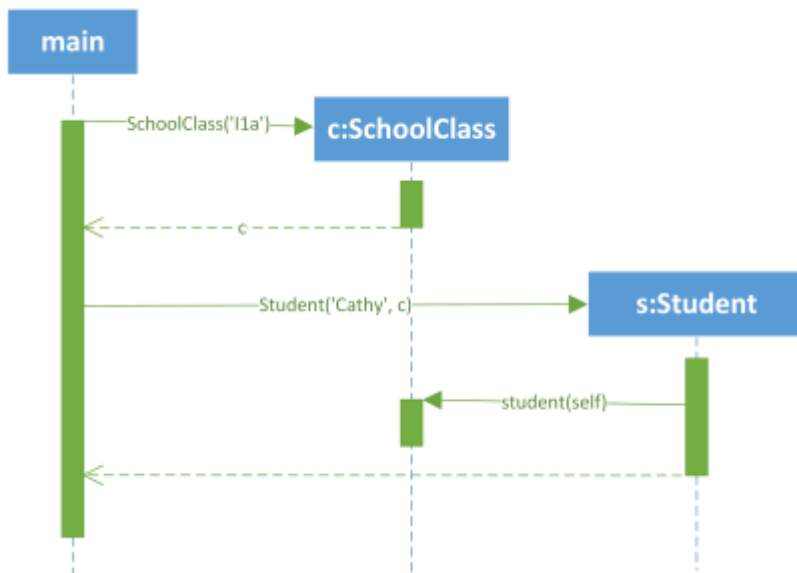 main
SchoolClass('I1a')
c:SchoolClass
c
Student('Cathy', c)
s:Student
student(self)